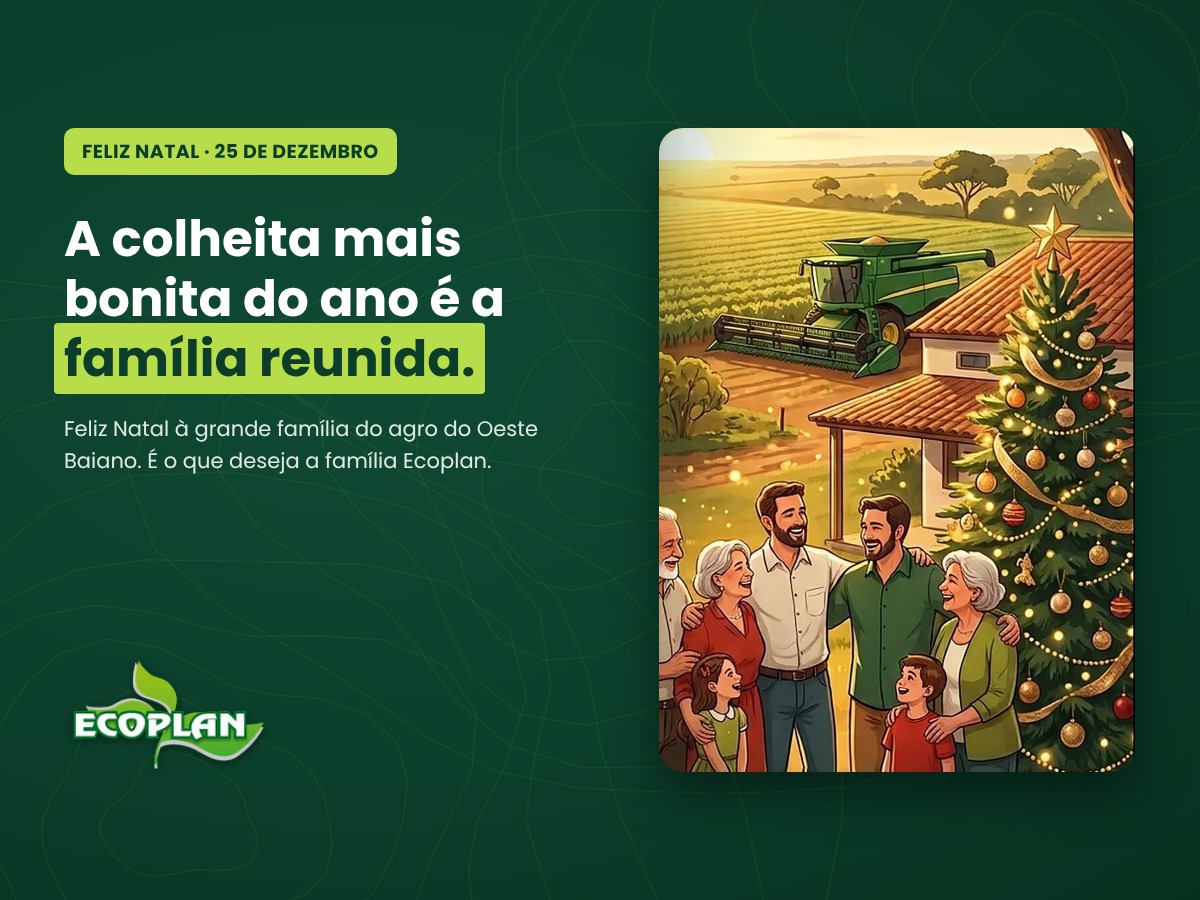 FELIZ NATAL · 25 DE DEZEMBRO
A colheita mais
bonita do ano é a
família reunida.
Feliz Natal à grande família do agro do Oeste
Baiano. É o que deseja a família Ecoplan.
ECOPLAN